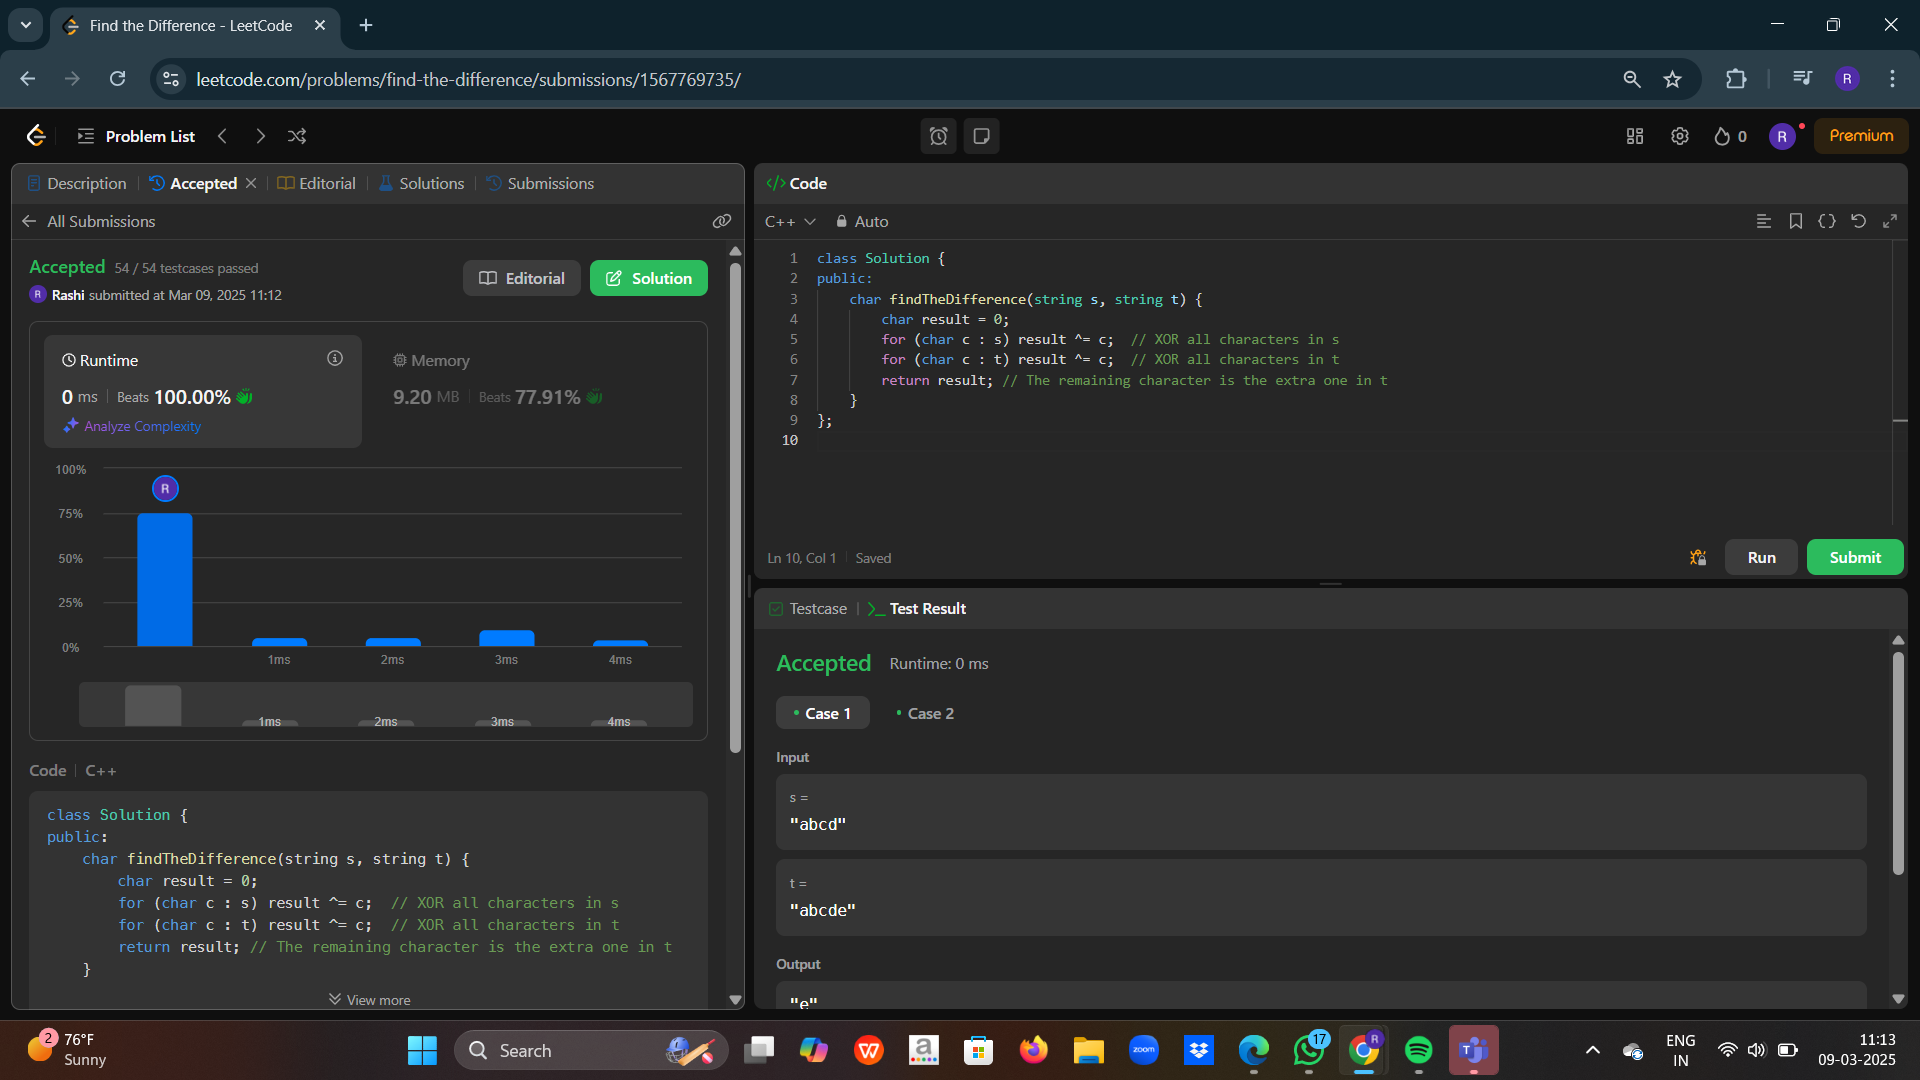 Find the Difference - LeetCode
leetcode.com/problems/find-the-difference/submissions/1567769735/
R
Problem List
0
R
Premium
Description
Accepted
Editorial
Solutions
Submissions
All Submissions
Accepted 54 / 54 testcases passed
R Rashi submitted at Mar 09, 2025 11:12
Editorial
Solution
Runtime
0 ms Beats 100.00%
Analyze Complexity
Memory
9.20 MB Beats 77.91%
100%
75%
50%
25%
0%
R
1ms 2ms 3ms 4ms
1ms 2ms 3ms 4ms
Code C++
class Solution {
public:
char findTheDifference(string s, string t) {
char result = 0;
for (char c : s) result ^= c; // XOR all characters in s
for (char c : t) result ^= c; // XOR all characters in t
return result; // The remaining character is the extra one in t
}
View more
</> Code
C++ Auto
1 class Solution {
2 public:
3 char findTheDifference(string s, string t) {
4 char result = 0;
5 for (char c : s) result ^= c; // XOR all characters in s
6 for (char c : t) result ^= c; // XOR all characters in t
7 return result; // The remaining character is the extra one in t
8 }
9 };
10
Ln 10, Col 1 Saved
Run
Submit
Testcase
Test Result
Accepted Runtime: 0 ms
Case 1
Case 2
Input
s =
"abcd"
t =
"abcde"
Output
"e"
2
76°F
Sunny
Search
W
a
zoom
17
R
T
ENG
IN
11:13
09-03-2025